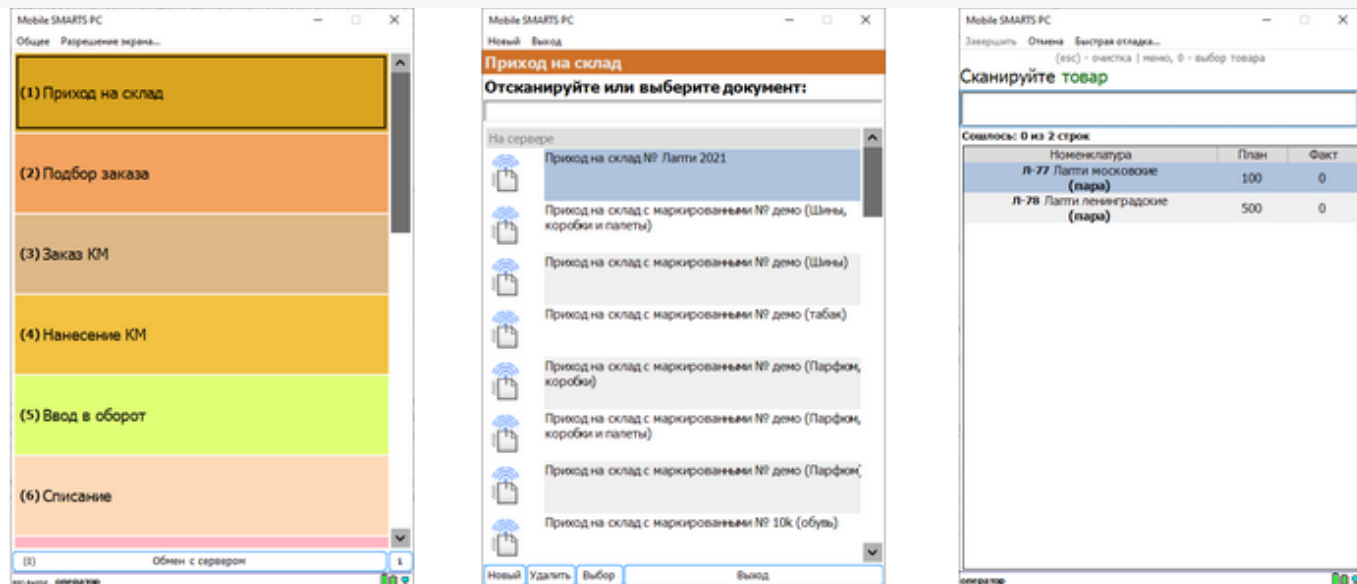 Mobile SMARTS PC
Общее Разрешение экрана...
(1) Приход на склад
(2) Подбор заказа
(3) Заказ КМ
(4) Нанесение КМ
(5) Ввод в оборот
(6) Списание
(0) Обмен с сервером 1
оператор
Mobile SMARTS PC
Новый Выход
Приход на склад
Отсканируйте или выберите документ:
На сервере
Приход на склад № Лапти 2021
Приход на склад с маркированными № демо (Шины,
коробки и палеты)
Приход на склад с маркированными № демо (Шины)
Приход на склад с маркированными № демо (табак)
Приход на склад с маркированными № демо (Парфюм,
коробки)
Приход на склад с маркированными № демо (Парфюм,
коробки и палеты)
Приход на склад с маркированными № демо (Парфюм)
Приход на склад с маркированными № 10k (обувь)
Новый Удалить Выбор Выход
Mobile SMARTS PC
Завершить Отмена Быстрая отладка...
(esc) - очистка | меню, 0 - выбор товара
Сканируйте товар
Сошлось: 0 из 2 строк
Номенклатура План Факт
Л-77 Лапти московские
(пара) 100 0
Л-78 Лапти ленинградские
(пара) 500 0
оператор